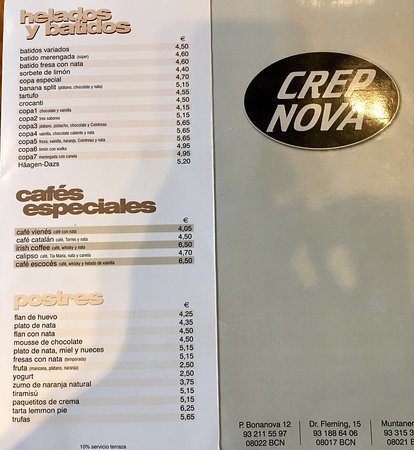 helados
y batidos
€
batidos variados 4,50
batido merengada (súper) 4,60
batido fresa con nata 4,60
sorbete de limón 4,40
copa especial 4,70
banana split (plátano, chocolate y nata) 5,15
tartufo 4,55
crocanti 4,50
copa1 chocolate y vainilla 4,15
copa2 tres sabores 5,15
copa3 plátano, pistacho, chocolate y Cointreau 5,65
copa4 vainilla, chocolate caliente y nata 5,15
copa5 fresa, vainilla, naranja, Cointreau y nata 5,65
copa6 limón con vodka 4,95
copa7 merengada con canela 4,95
Häagen-Dazs 5,20
cafés
especiales
€
café vienés café con nata 4,05
café catalán café, Torres y nata 4,50
irish coffee café, whisky y nata 6,50
calipso café, Tía María, nata y canela 4,70
café escocés café, whisky y helado de vainilla 6,50
postres
€
flan de huevo 4,25
plato de nata 4,35
flan con nata 4,50
mousse de chocolate 4,50
plato de nata, miel y nueces 5,15
fresas con nata (temporada) 5,15
fruta (manzana, plátano, naranja) 2,50
yogurt 2,50
zumo de naranja natural 3,75
tiramisú 5,15
paquetitos de crema 5,15
tarta lemmon pie 6,25
trufas 5,65
10% servicio terraza
CREP
NOVA
P. Bonanova 12
93 211 55 97
08022 BCN
Dr. Fleming, 15
93 188 64 06
08017 BCN
Muntaner
93 315 3
08021